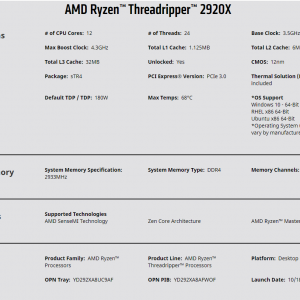 AMD Ryzen™ Threadripper™ 2920X
# of CPU Cores: 12 # of Threads: 24 Base Clock: 3.5GHz
Max Boost Clock: 4.3GHz Total L1 Cache: 1.125MB Total L2 Cache: 6M
Total L3 Cache: 32MB Unlocked: Yes CMOS: 12nm
Package: sTR4 PCI Express® Version: PCIe 3.0 Thermal Solution (
included
Default TDP / TDP: 180W Max Temps: 68°C *OS Support
Windows 10 - 64-Bit
RHEL x86 64-Bit
Ubuntu x86 64-Bit
*Operating System
vary by manufacture
ory System Memory Specification: System Memory Type: DDR4 Memory Channels:
2933MHz
s Supported Technologies
AMD SenseMI Technology Zen Core Architecture AMD Ryzen™ Master
Product Family: AMD Ryzen™ Product Line: AMD Ryzen™ Platform: Desktop
Processors Threadripper™ Processors
OPN Tray: YD292XA8UC9AF OPN PIB: YD292XA8AFWOF Launch Date: 10/